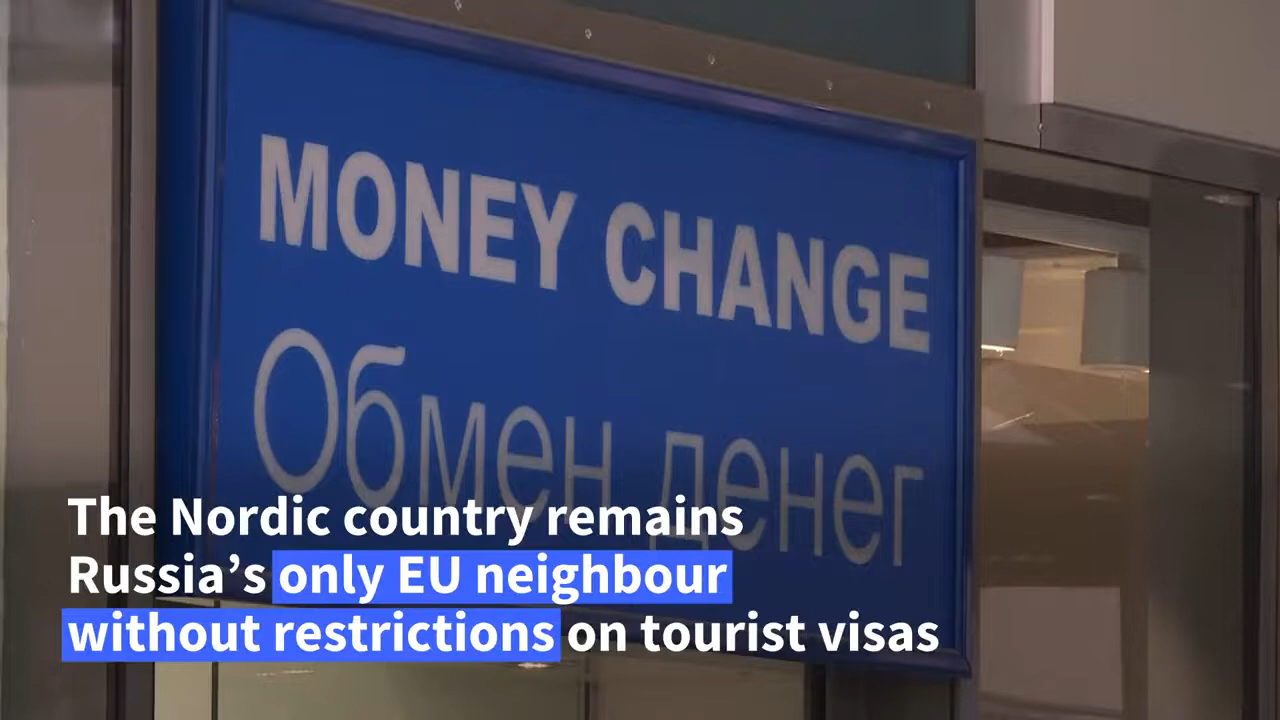 MONEY CHANGE
Обмен денег
The Nordic country remains
Russia’s only EU neighbour
without restrictions on tourist visas